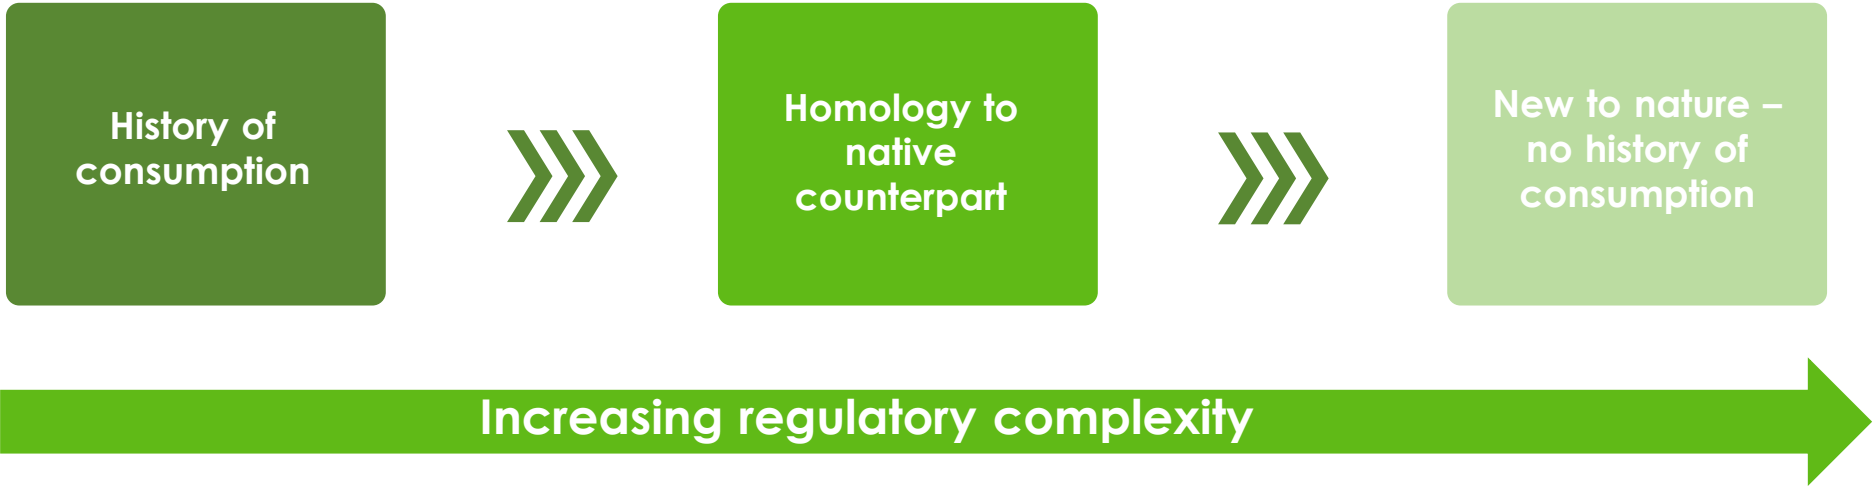 History of
consumption
Homology to
native
counterpart
New to nature –
no history of
consumption
Increasing regulatory complexity